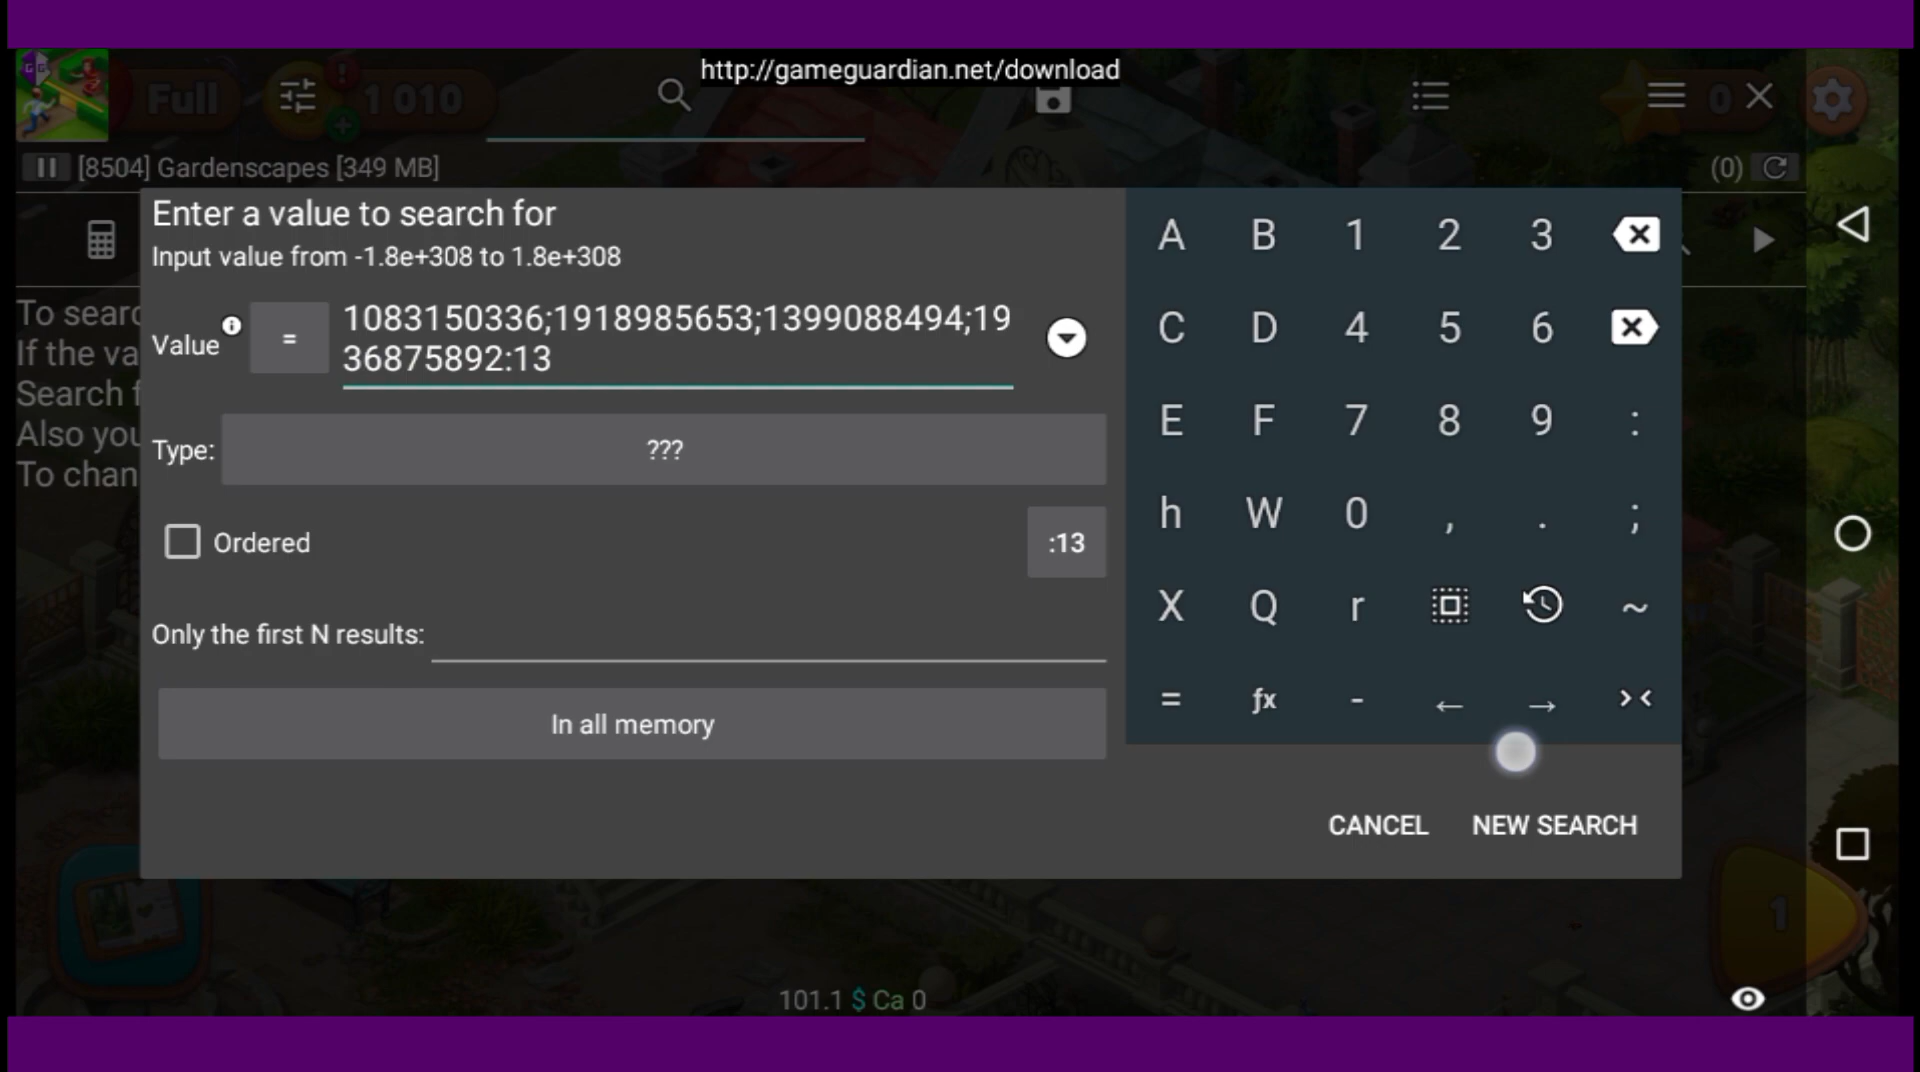 http://gameguardian.net/download
Full
1 010
0
[8504] Gardenscapes [349 MB]
(0)
Enter a value to search for
Input value from -1.8e+308 to 1.8e+308
Value
=
1083150336;1918985653;1399088494;19
36875892:13
Type:
???
Ordered
:13
Only the first N results:
In all memory
CANCEL
NEW SEARCH
A B 1 2 3
C D 4 5 6
E F 7 8 9 :
h W 0 , . ;
X Q r ~
= fx - ← → ><
To searc
If the va
Search f
Also you
To chan
1
101.1 $ Ca 0